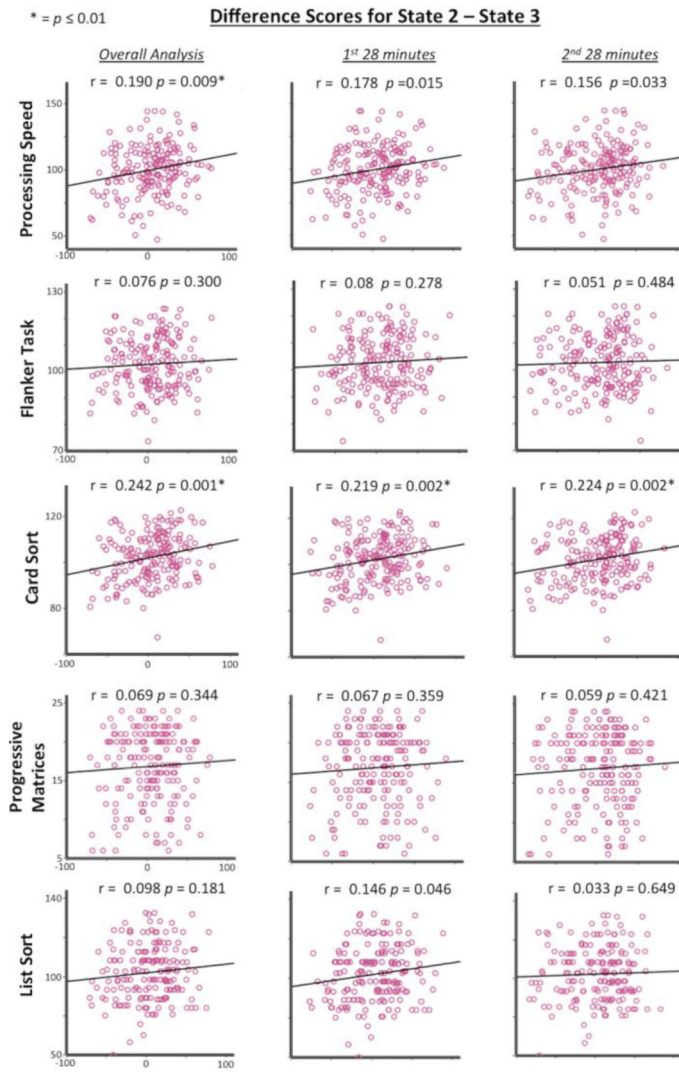 * = p ≤ 0.01
Difference Scores for State 2 – State 3
Overall Analysis
1st 28 minutes
2nd 28 minutes
Processing Speed
r = 0.190 p = 0.009*
r = 0.178 p =0.015
r = 0.156 p =0.033
150
100
50
-100
0
100
Flanker Task
r = 0.076 p = 0.300
r = 0.08 p = 0.278
r = 0.051 p = 0.484
130
100
70
-100
0
100
Card Sort
r = 0.242 p = 0.001*
r = 0.219 p = 0.002*
r = 0.224 p = 0.002*
120
80
-100
0
100
Progressive
Matrices
r = 0.069 p = 0.344
r = 0.067 p = 0.359
r = 0.059 p = 0.421
25
15
5
-100
0
100
List Sort
r = 0.098 p = 0.181
r = 0.146 p = 0.046
r = 0.033 p = 0.649
140
100
50
-100
0
100